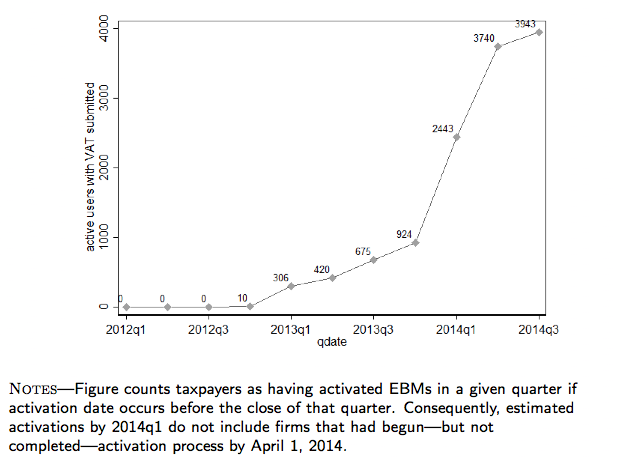 4000
3000
2000
1000
0
active users with VAT submitted
0
0
0
10
306
420
675
924
2443
3740
3943
2012q1
2012q3
2013q1
2013q3
2014q1
2014q3
qdate
NOTES—Figure counts taxpayers as having activated EBMs in a given quarter if
activation date occurs before the close of that quarter. Consequently, estimated
activations by 2014q1 do not include firms that had begun—but not
completed—activation process by April 1, 2014.